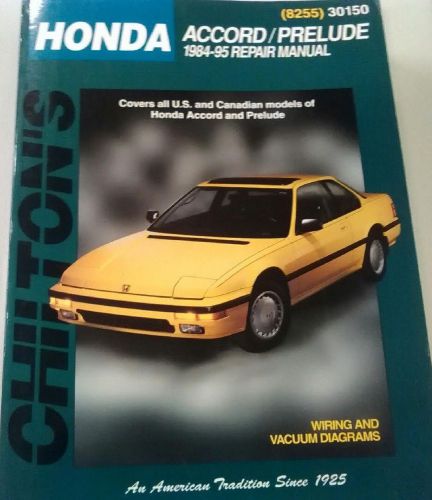 (8255) 30150
HONDA
ACCORD/PRELUDE
1984-95 REPAIR MANUAL
Covers all U.S. and Canadian models of
Honda Accord and Prelude
CHILTON'S
WIRING AND
VACUUM DIAGRAMS
An American Tradition Since 1925